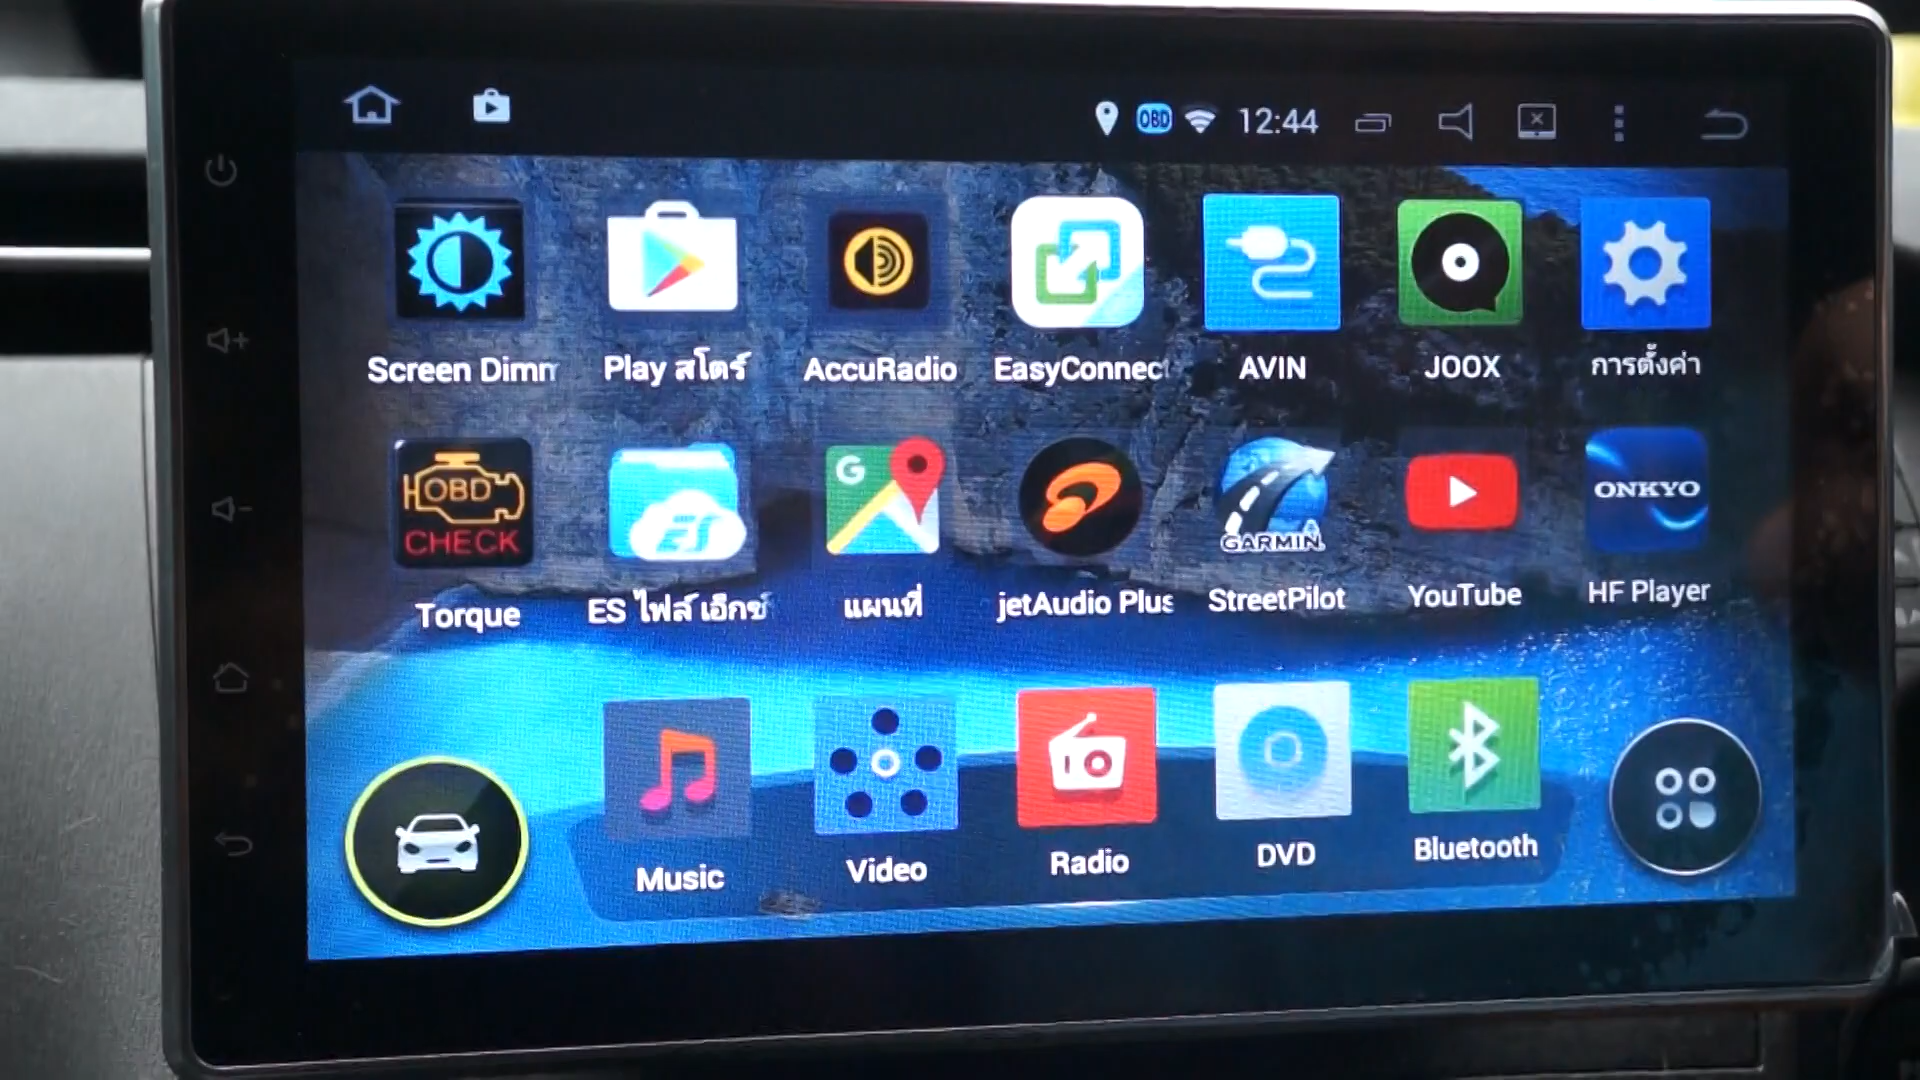 OBD 12:44
Screen Dimm
Play สโตร์
AccuRadio
EasyConnect
AVIN
JOOX
การตั้งค่า
OBD
CHECK
ES
G
GARMIN
ONKYO
Torque
ES ไฟล์ เอ็กซ์
แผนที่
jetAudio Plus
StreetPilot
YouTube
HF Player
Music
Video
Radio
DVD
Bluetooth